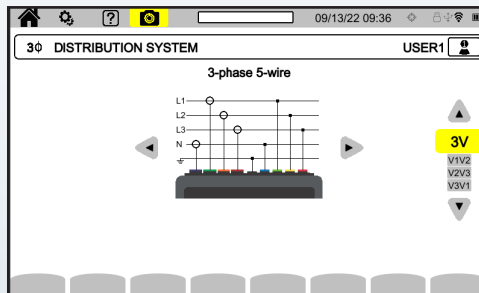 ?
09/13/22 09:36
3ϕ DISTRIBUTION SYSTEM
USER1
3-phase 5-wire
L1
L2
L3
N
3V
V1V2
V2V3
V3V1